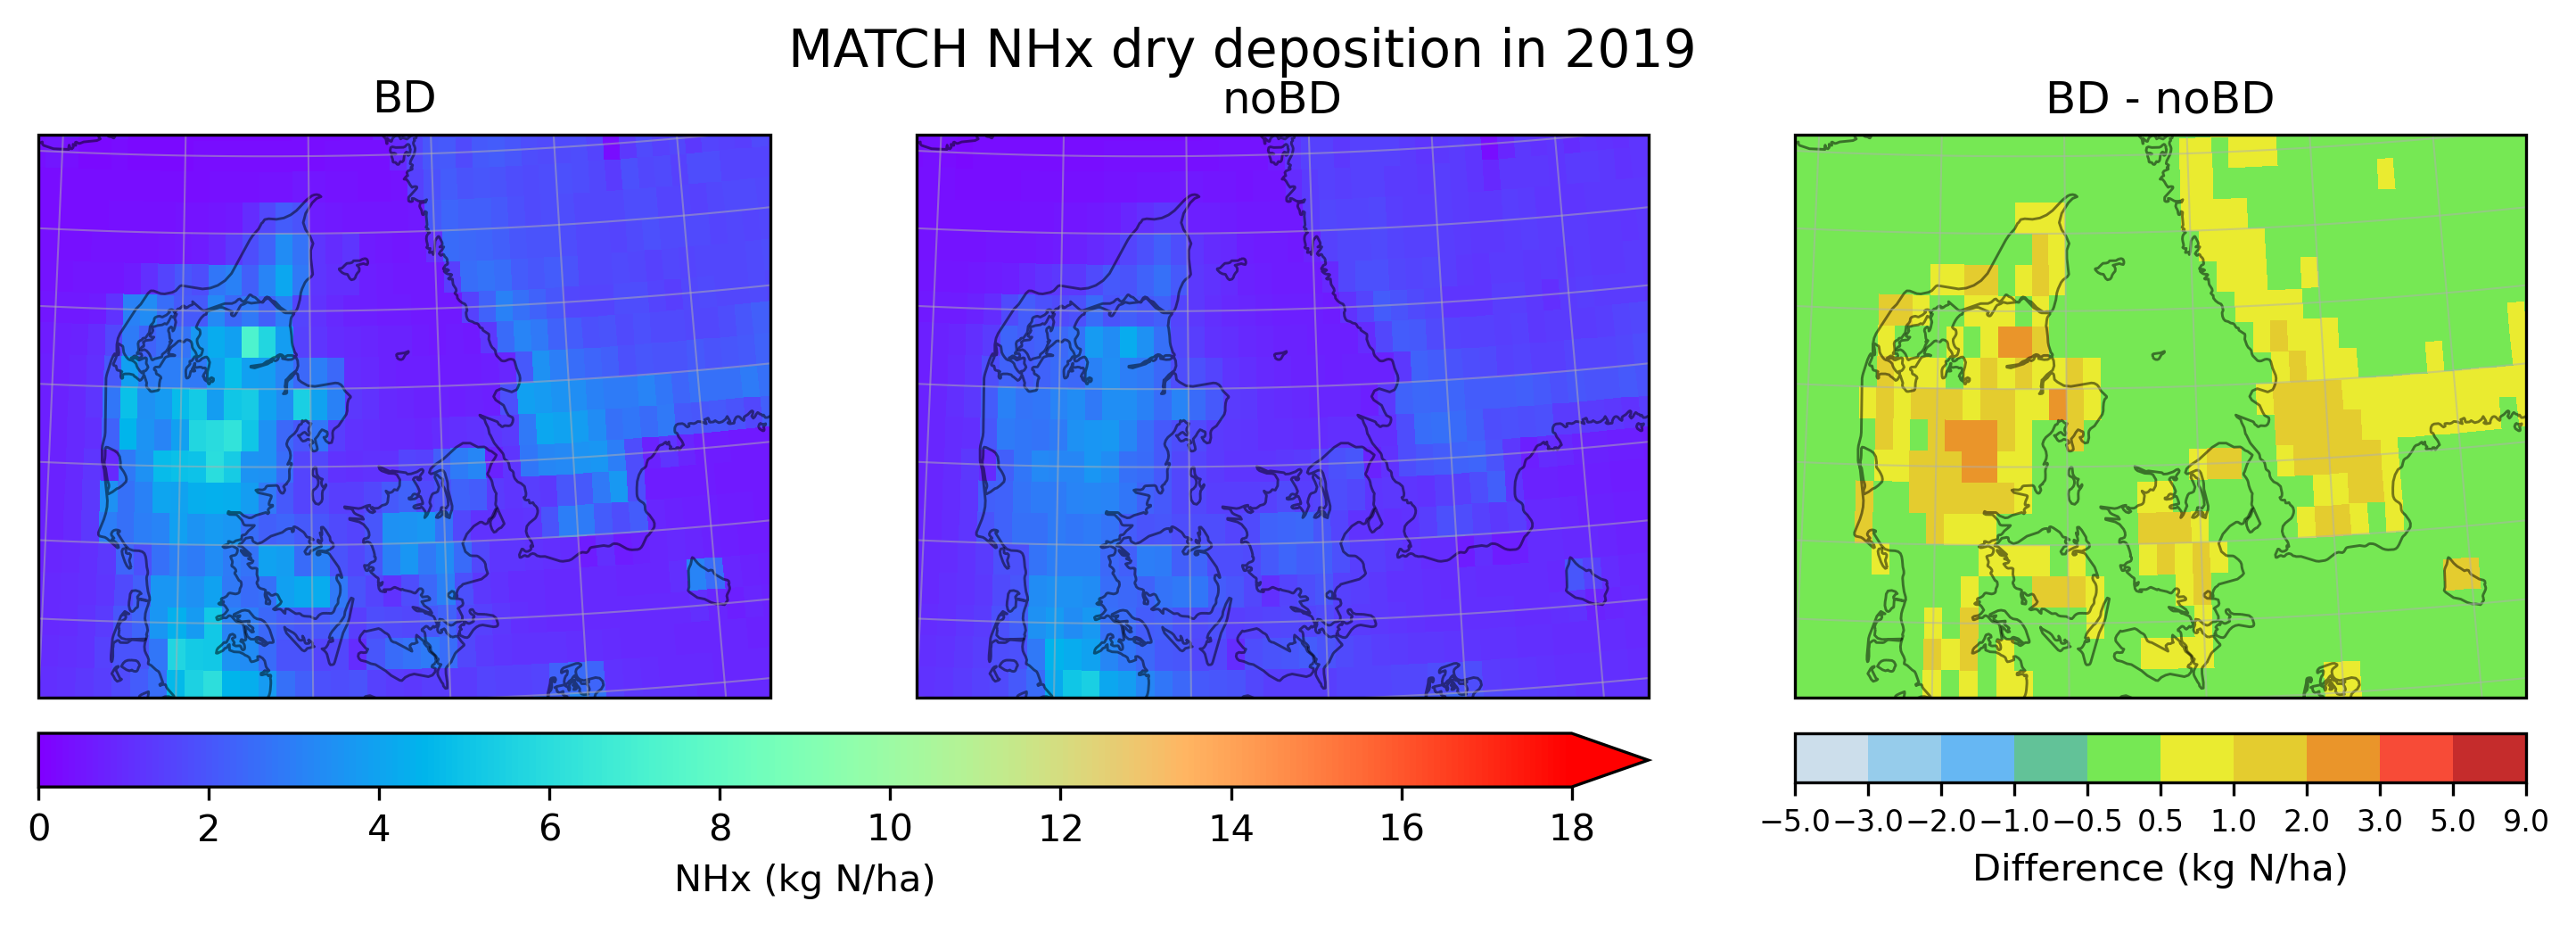 MATCH NHx dry deposition in 2019
BD
noBD
BD - noBD
0 2 4 6 8 10 12 14 16 18
NHx (kg N/ha)
−5.0 −3.0 −2.0 −1.0 −0.5 0.5 1.0 2.0 3.0 5.0 9.0
Difference (kg N/ha)